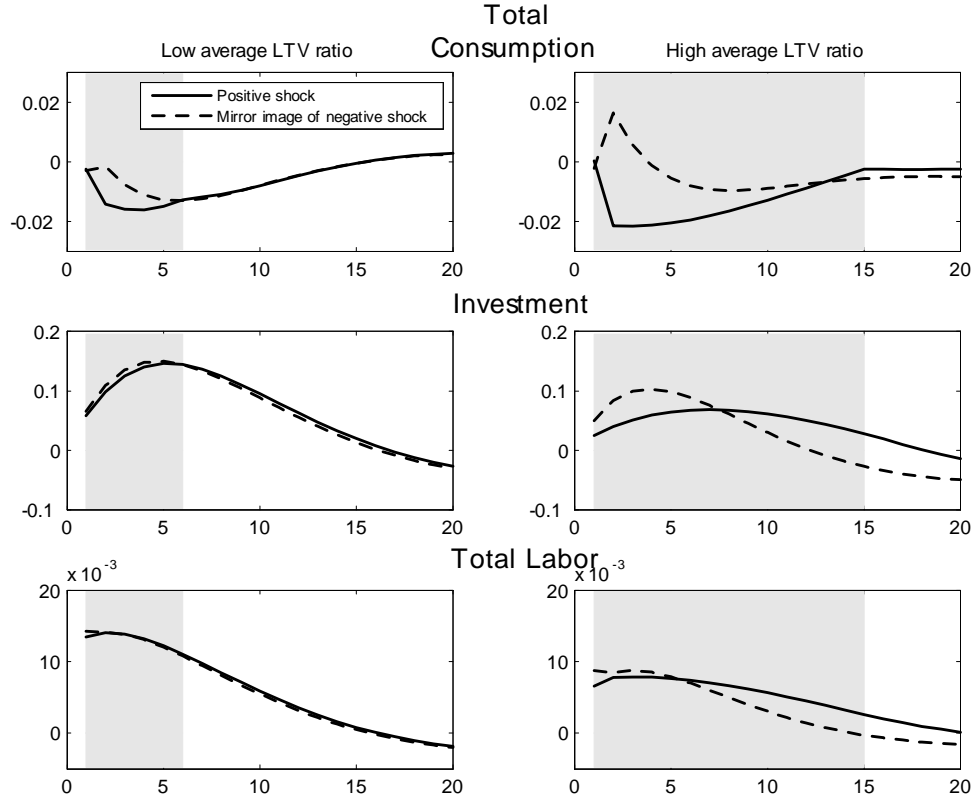 Total
Consumption
Low average LTV ratio
High average LTV ratio
Positive shock
Mirror image of negative shock
0.02
0
-0.02
0 5 10 15 20
0.02
0
-0.02
0 5 10 15 20
Investment
0.2
0.1
0
-0.1
0 5 10 15 20
0.2
0.1
0
-0.1
0 5 10 15 20
Total Labor
x 10⁻³
20
10
0
0 5 10 15 20
x 10⁻³
20
10
0
0 5 10 15 20